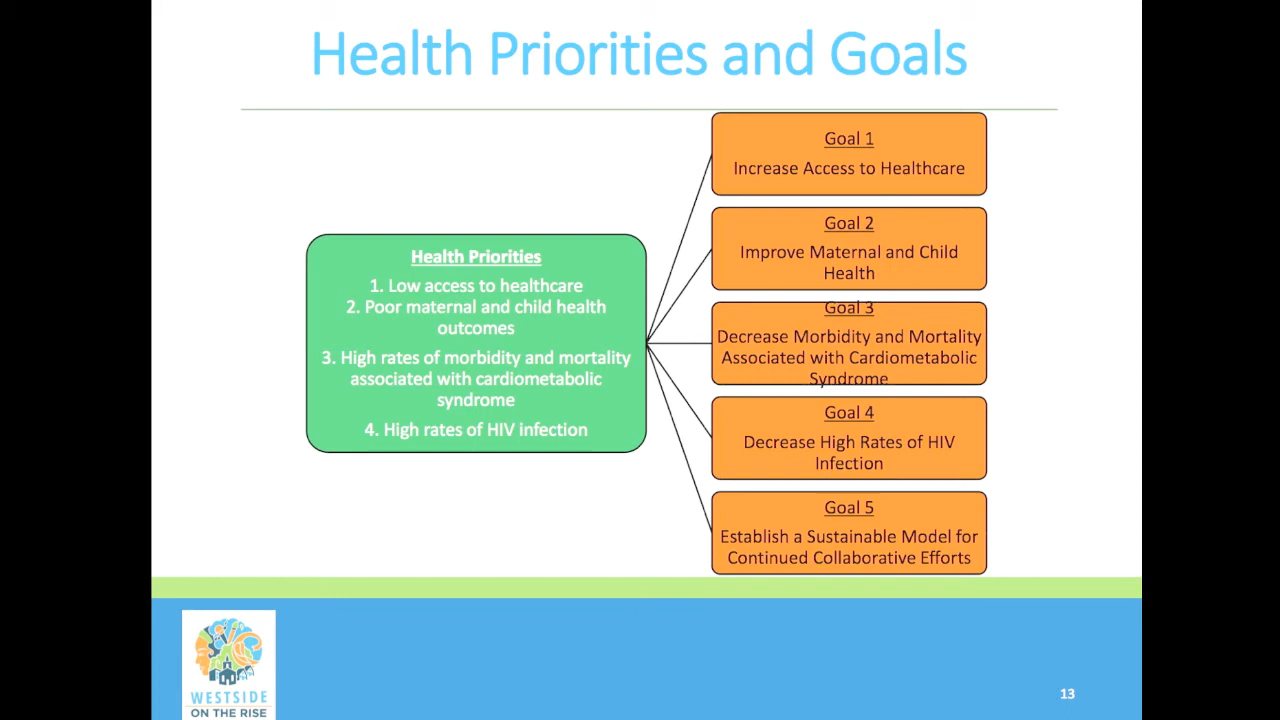 Health Priorities and Goals
Health Priorities
1. Low access to healthcare
2. Poor maternal and child health
outcomes
3. High rates of morbidity and mortality
associated with cardiometabolic
syndrome
4. High rates of HIV infection
Goal 1
Increase Access to Healthcare
Goal 2
Improve Maternal and Child
Health
Goal 3
Decrease Morbidity and Mortality
Associated with Cardiometabolic
Syndrome
Goal 4
Decrease High Rates of HIV
Infection
Goal 5
Establish a Sustainable Model for
Continued Collaborative Efforts
WESTSIDE
ON THE RISE
13